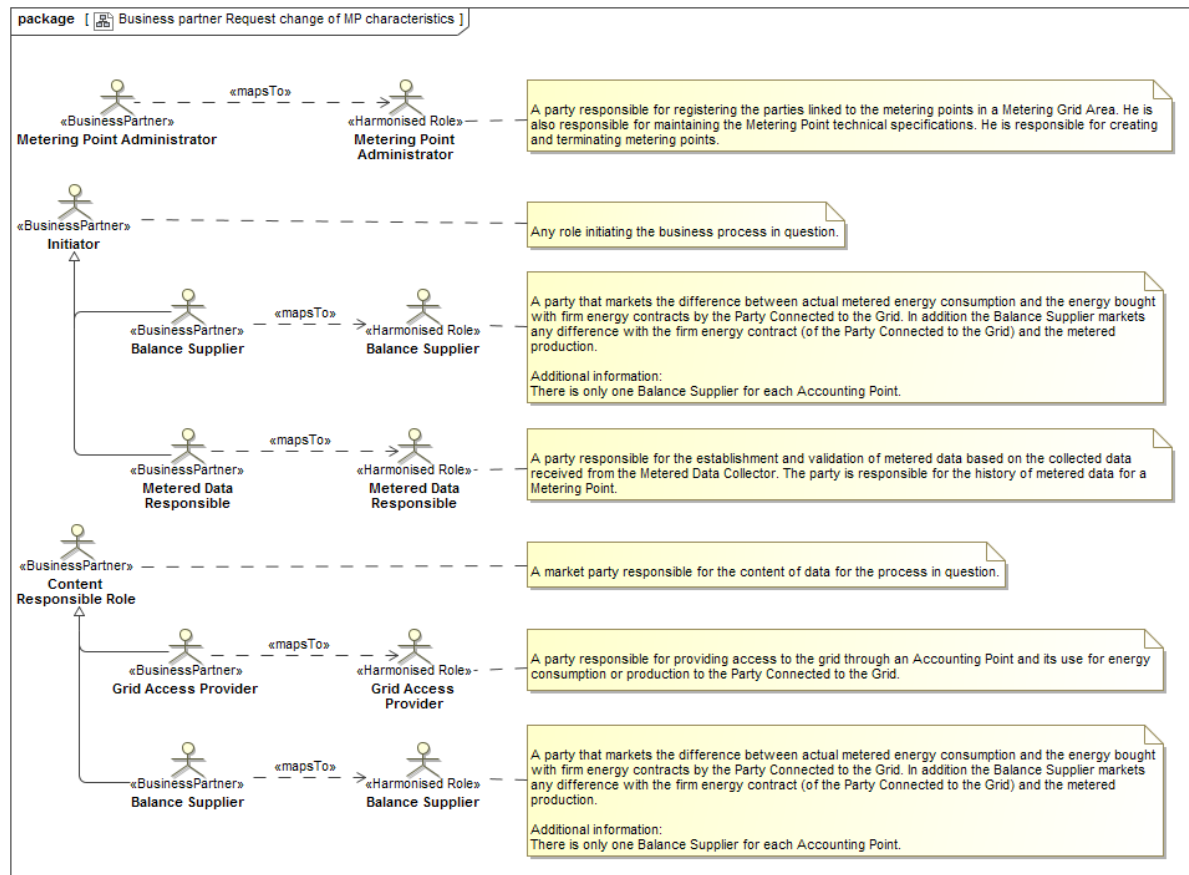 package [ Business partner Request change of MP characteristics ]
«mapsTo»
«BusinessPartner»
Metering Point Administrator
«Harmonised Role»
Metering Point
Administrator
A party responsible for registering the parties linked to the metering points in a Metering Grid Area. He is
also responsible for maintaining the Metering Point technical specifications. He is responsible for creating
and terminating metering points.
«BusinessPartner»
Initiator
Any role initiating the business process in question.
«mapsTo»
«BusinessPartner»
Balance Supplier
«Harmonised Role»
Balance Supplier
A party that markets the difference between actual metered energy consumption and the energy bought
with firm energy contracts by the Party Connected to the Grid. In addition the Balance Supplier markets
any difference with the firm energy contract (of the Party Connected to the Grid) and the metered
production.
Additional information:
There is only one Balance Supplier for each Accounting Point.
«mapsTo»
«BusinessPartner»
Metered Data
Responsible
«Harmonised Role»
Metered Data
Responsible
A party responsible for the establishment and validation of metered data based on the collected data
received from the Metered Data Collector. The party is responsible for the history of metered data for a
Metering Point.
«BusinessPartner»
Content
Responsible Role
A market party responsible for the content of data for the process in question.
«mapsTo»
«BusinessPartner»
Grid Access Provider
«Harmonised Role»
Grid Access
Provider
A party responsible for providing access to the grid through an Accounting Point and its use for energy
consumption or production to the Party Connected to the Grid.
«mapsTo»
«BusinessPartner»
Balance Supplier
«Harmonised Role»
Balance Supplier
A party that markets the difference between actual metered energy consumption and the energy bought
with firm energy contracts by the Party Connected to the Grid. In addition the Balance Supplier markets
any difference with the firm energy contract (of the Party Connected to the Grid) and the metered
production.
Additional information:
There is only one Balance Supplier for each Accounting Point.